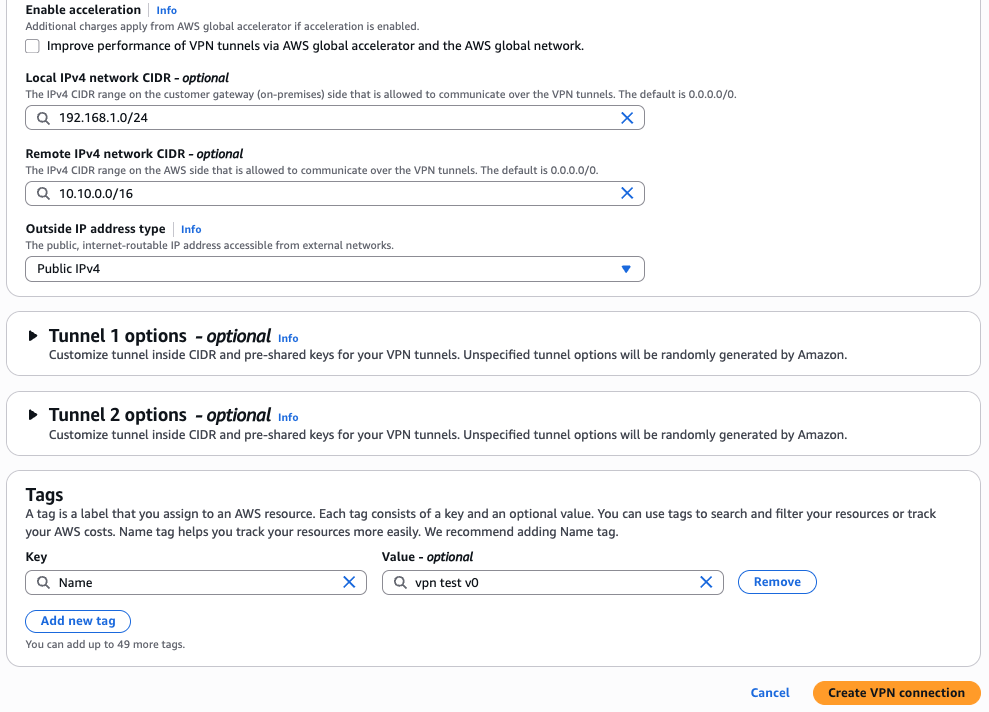 Enable acceleration Info
Additional charges apply from AWS global accelerator if acceleration is enabled.
Improve performance of VPN tunnels via AWS global accelerator and the AWS global network.
Local IPv4 network CIDR - optional
The IPv4 CIDR range on the customer gateway (on-premises) side that is allowed to communicate over the VPN tunnels. The default is 0.0.0.0/0.
192.168.1.0/24
Remote IPv4 network CIDR - optional
The IPv4 CIDR range on the AWS side that is allowed to communicate over the VPN tunnels. The default is 0.0.0.0/0.
10.10.0.0/16
Outside IP address type Info
The public, internet-routable IP address accessible from external networks.
Public IPv4
Tunnel 1 options - optional Info
Customize tunnel inside CIDR and pre-shared keys for your VPN tunnels. Unspecified tunnel options will be randomly generated by Amazon.
Tunnel 2 options - optional Info
Customize tunnel inside CIDR and pre-shared keys for your VPN tunnels. Unspecified tunnel options will be randomly generated by Amazon.
Tags
A tag is a label that you assign to an AWS resource. Each tag consists of a key and an optional value. You can use tags to search and filter your resources or track
your AWS costs. Name tag helps you track your resources more easily. We recommend adding Name tag.
Key Value - optional
Name vpn test v0 Remove
Add new tag
You can add up to 49 more tags.
Cancel Create VPN connection